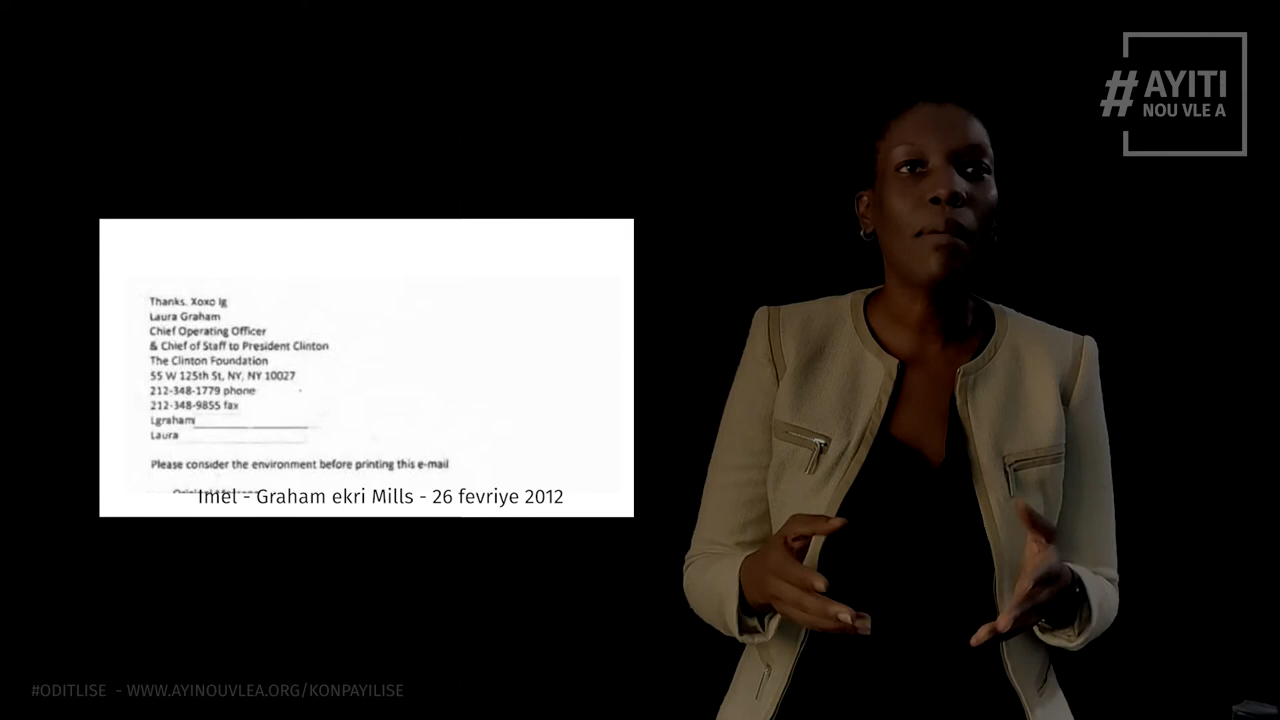 # AYITI
NOU VLE A
Thanks. Xoxo lg
Laura Graham
Chief Operating Officer
& Chief of Staff to President Clinton
The Clinton Foundation
55 W 125th St, NY, NY 10027
212-348-1779 phone
212-348-9855 fax
Lgraham
Laura
Please consider the environment before printing this e-mail
Imel - Graham ekri Mills - 26 fevriye 2012
#ODITLISE - WWW.AYINOUVLEA.ORG/KONPAYILISE